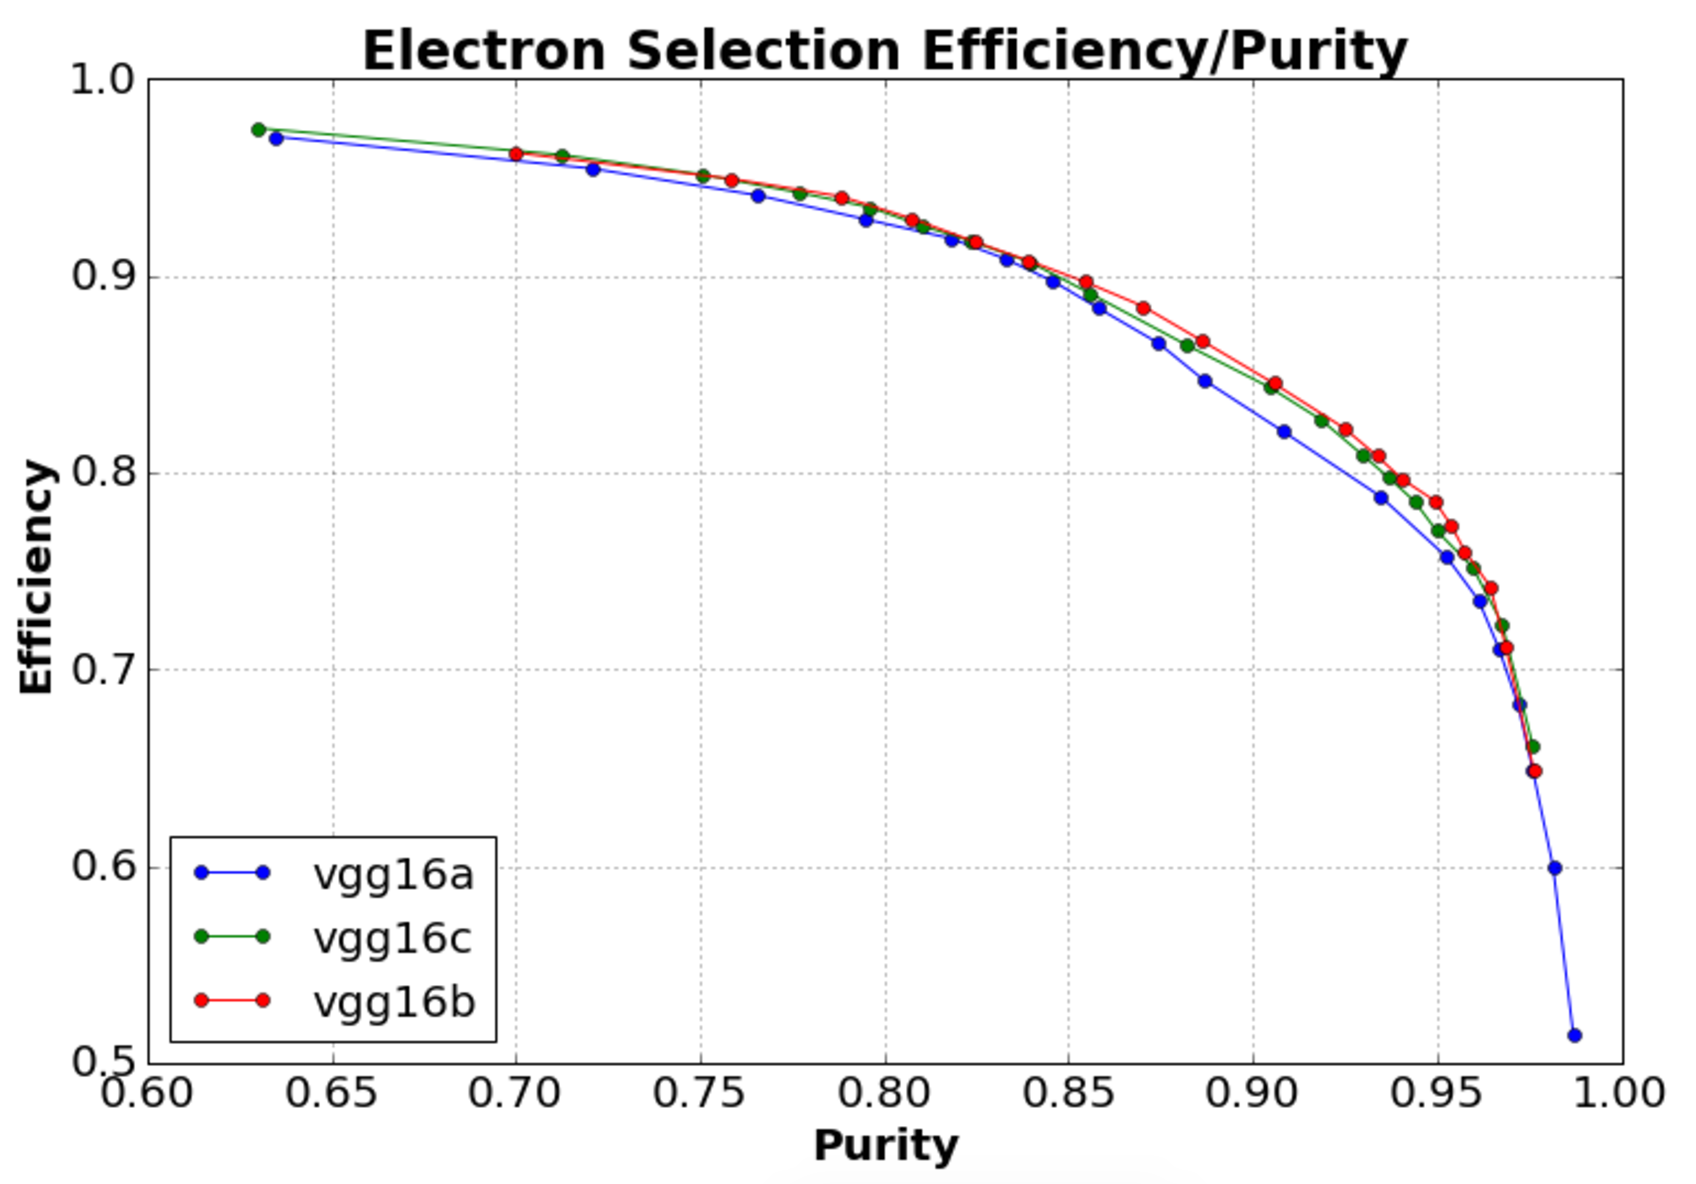 Electron Selection Efficiency/Purity
1.0
0.9
0.8
0.7
0.6
0.5
Efficiency
vgg16a
vgg16c
vgg16b
0.60 0.65 0.70 0.75 0.80 0.85 0.90 0.95 1.00
Purity